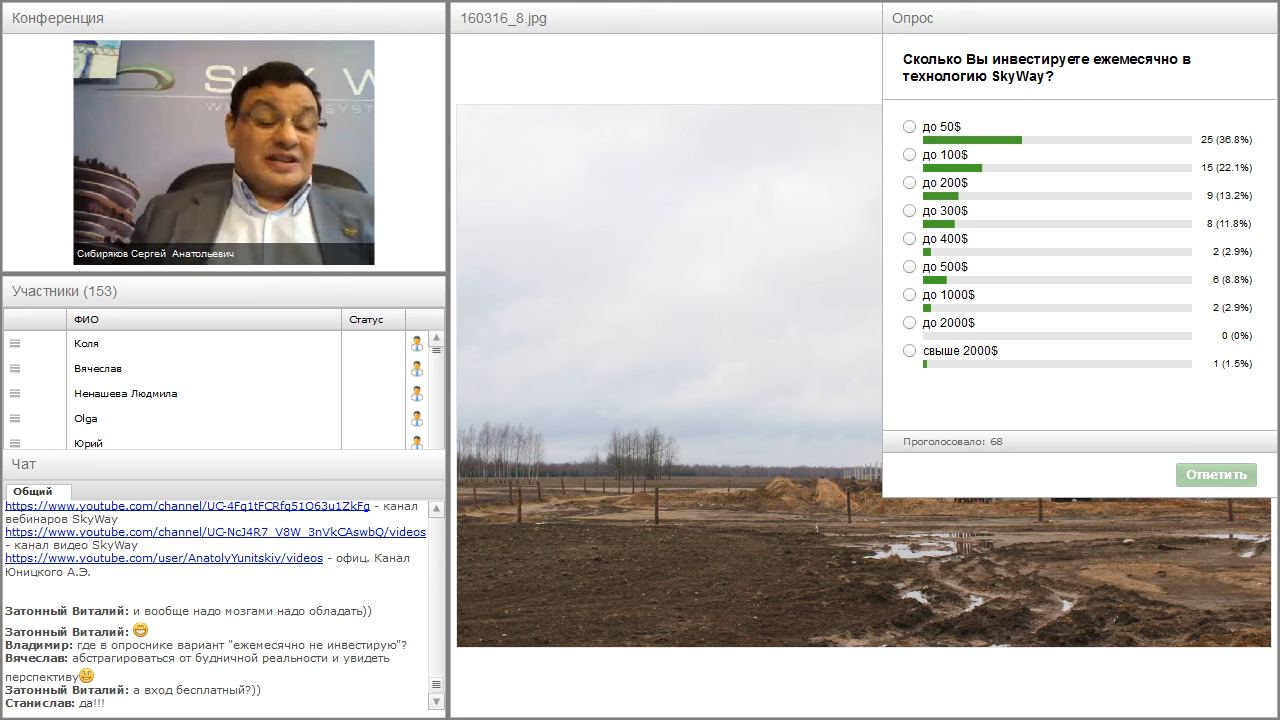 Конференция
SKY W
SYST
Сибиряков Сергей Анатольевич
Участники (153)
ФИО
Статус
Коля
Вячеслав
Ненашева Людмила
Olga
Юрий
Чат
Общий
https://www.youtube.com/channel/UC-4Fq1tFCRfq51O63u1ZkFg - канал
вебинаров SkyWay
https://www.youtube.com/channel/UC-NcJ4R7_V8W_3nVkCAswbQ/videos
- канал видео SkyWay
https://www.youtube.com/user/AnatolyYunitskiy/videos - офиц. Канал
Юницкого А.Э.
Затонный Виталий: и вообще надо мозгами надо обладать))
Затонный Виталий:
Владимир: где в опроснике вариант "ежемесячно не инвестирую"?
Вячеслав: абстрагироваться от будничной реальности и увидеть
перспективу
Затонный Виталий: а вход бесплатный?))
Станислав: да!!!
160316_8.jpg
Опрос
Сколько Вы инвестируете ежемесячно в
технологию SkyWay?
до 50$
25 (36.8%)
до 100$
15 (22.1%)
до 200$
9 (13.2%)
до 300$
8 (11.8%)
до 400$
2 (2.9%)
до 500$
6 (8.8%)
до 1000$
2 (2.9%)
до 2000$
0 (0%)
свыше 2000$
1 (1.5%)
Проголосовало: 68
Ответить